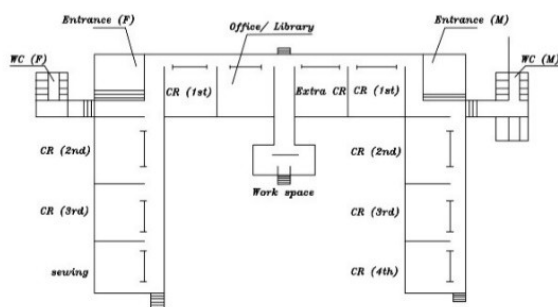 Entrance (F)
Office/ Library
Entrance (M)
WC (F)
WC (M)
CR (1st)
Extra CR
CR (1st)
CR (2nd)
CR (2nd)
Work space
CR (3rd)
CR (3rd)
sewing
CR (4th)